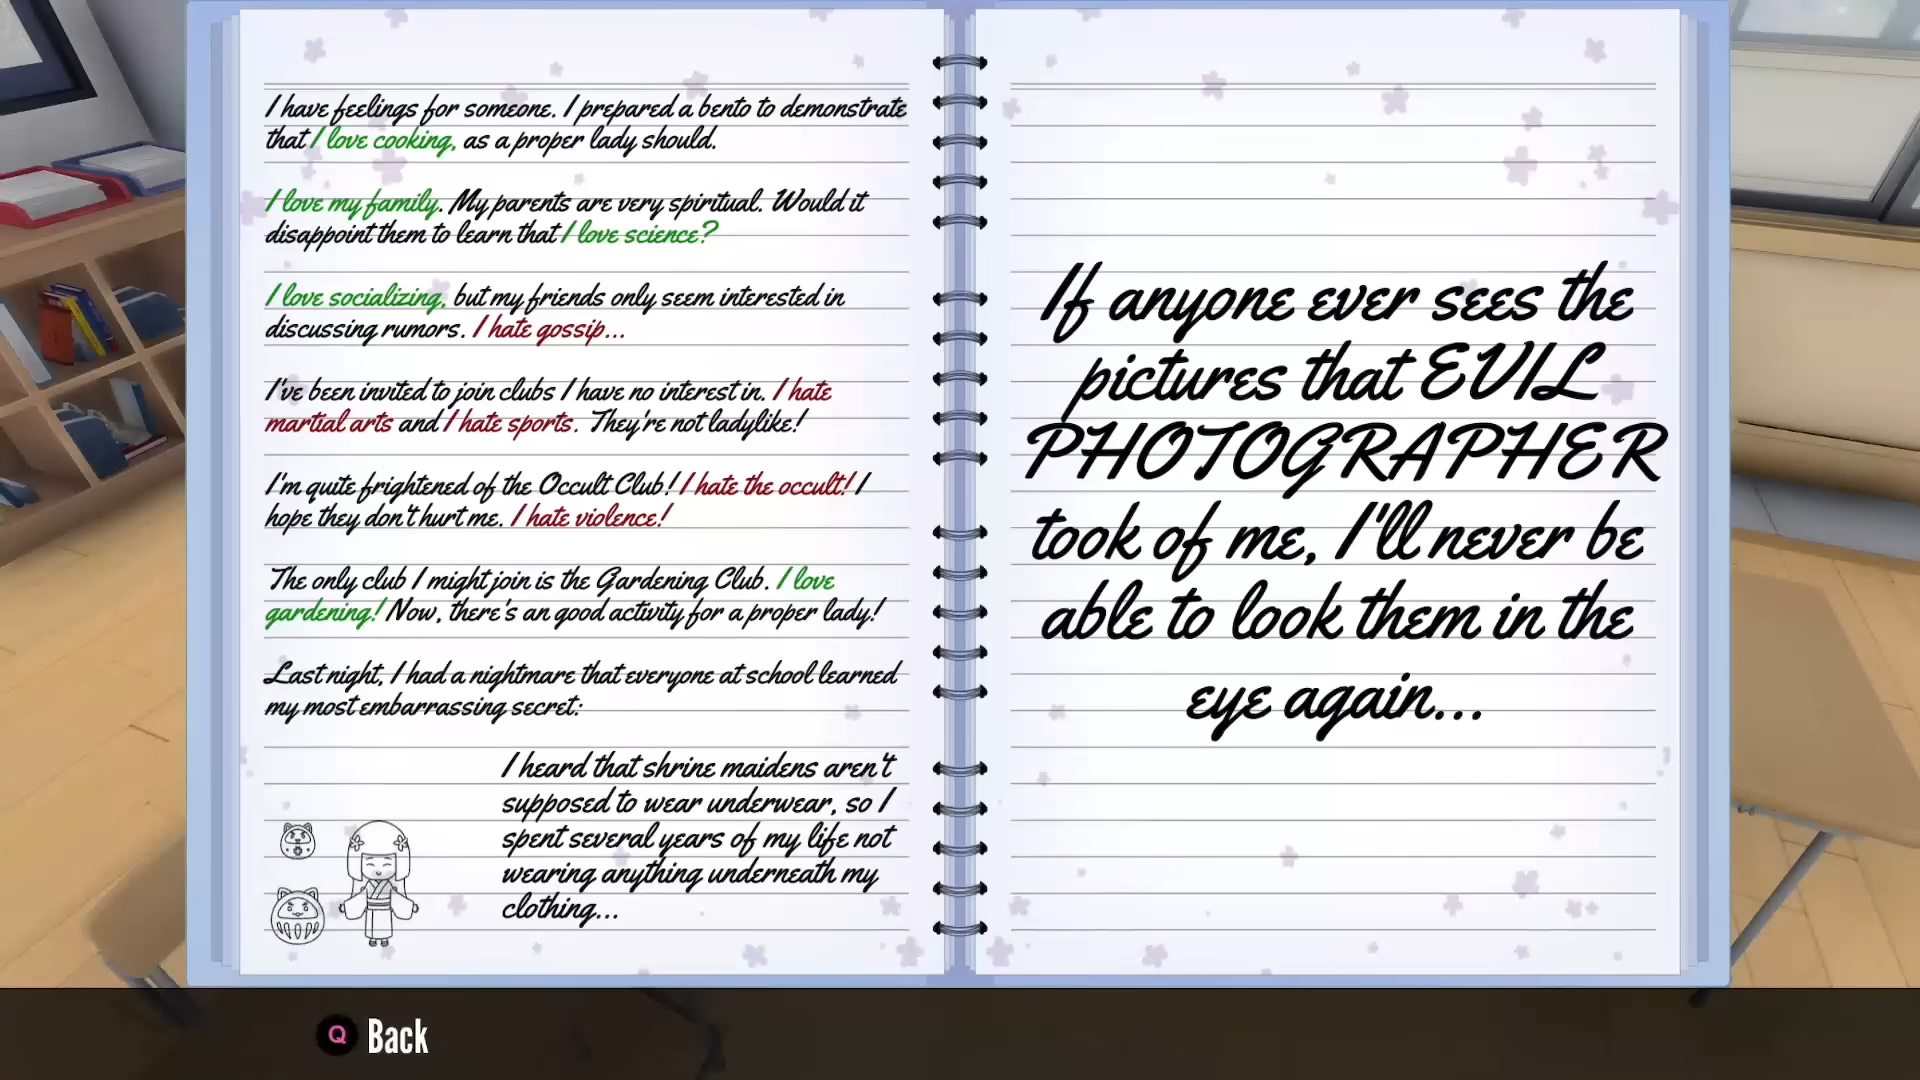 I have feelings for someone. I prepared a bento to demonstrate
that I love cooking, as a proper lady should.
I love my family. My parents are very spiritual. Would it
disappoint them to learn that I love science?
I love socializing, but my friends only seem interested in
discussing rumors. I hate gossip...
I've been invited to join clubs I have no interest in. I hate
martial arts and I hate sports. They're not ladylike!
I'm quite frightened of the Occult Club! I hate the occult! I
hope they don't hurt me. I hate violence!
The only club I might join is the Gardening Club. I love
gardening! Now, there's an good activity for a proper lady!
Last night, I had a nightmare that everyone at school learned
my most embarrassing secret:
I heard that shrine maidens aren't
supposed to wear underwear, so I
spent several years of my life not
wearing anything underneath my
clothing...
If anyone ever sees the
pictures that EVIL
PHOTOGRAPHER
took of me, I'll never be
able to look them in the
eye again...
Q Back